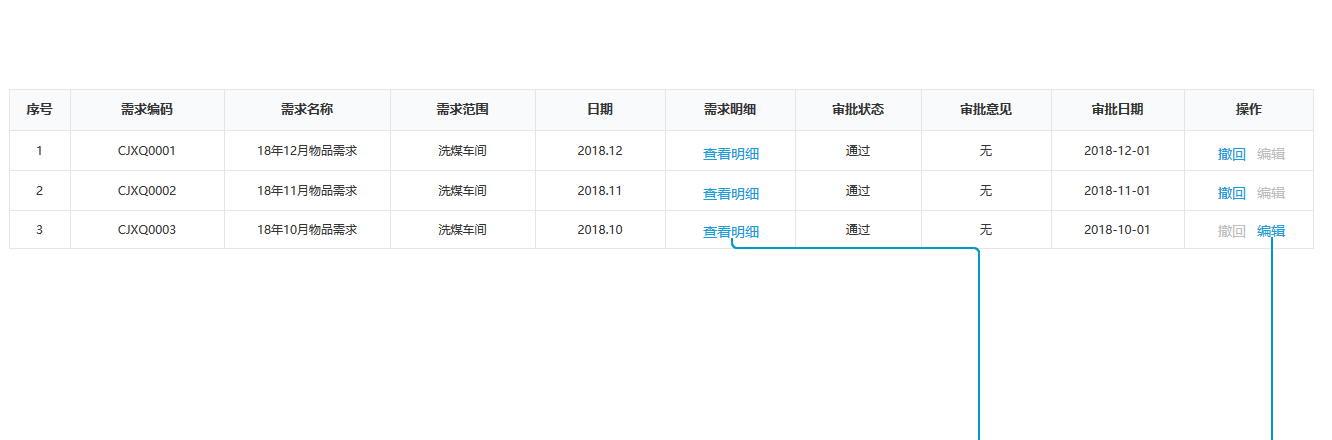 序号 需求编码 需求名称 需求范围 日期 需求明细 审批状态 审批意见 审批日期 操作
1 CJXQ0001 18年12月物品需求 洗煤车间 2018.12 查看明细 通过 无 2018-12-01 撤回 编辑
2 CJXQ0002 18年11月物品需求 洗煤车间 2018.11 查看明细 通过 无 2018-11-01 撤回 编辑
3 CJXQ0003 18年10月物品需求 洗煤车间 2018.10 查看明细 通过 无 2018-10-01 撤回 编辑